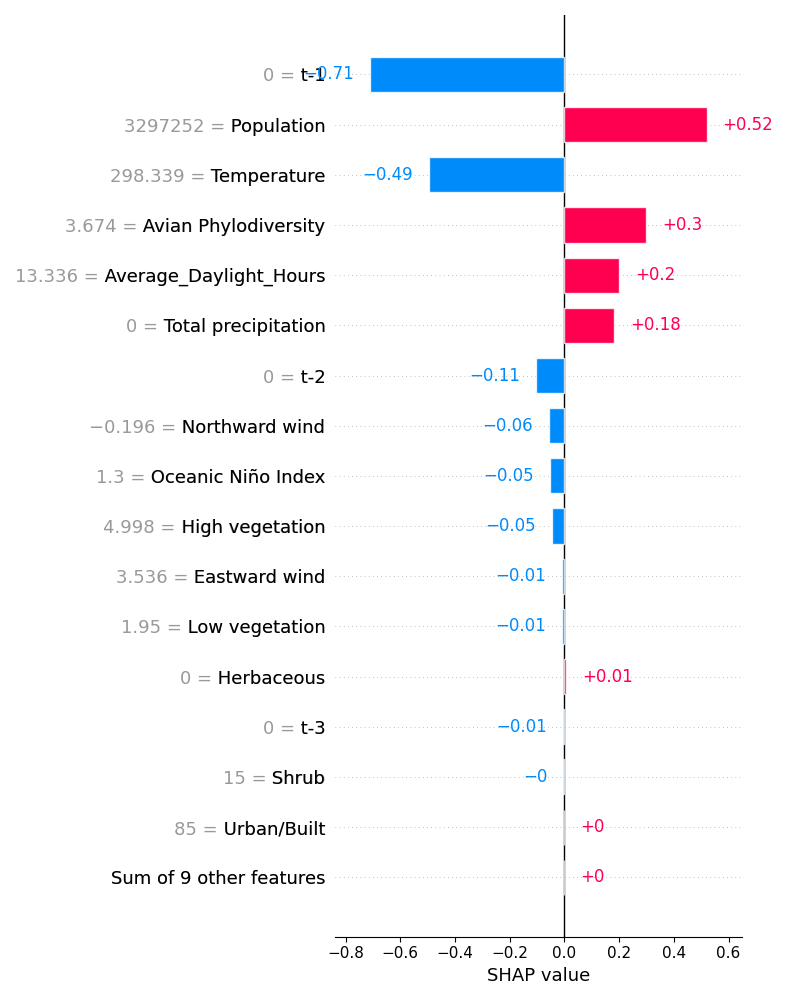 0 = t-1 −0.71
3297252 = Population +0.52
298.339 = Temperature −0.49
3.674 = Avian Phylodiversity +0.3
13.336 = Average_Daylight_Hours +0.2
0 = Total precipitation +0.18
0 = t-2 −0.11
−0.196 = Northward wind −0.06
1.3 = Oceanic Niño Index −0.05
4.998 = High vegetation −0.05
3.536 = Eastward wind −0.01
1.95 = Low vegetation −0.01
0 = Herbaceous +0.01
0 = t-3 −0.01
15 = Shrub −0
85 = Urban/Built +0
Sum of 9 other features +0
−0.8 −0.6 −0.4 −0.2 0.0 0.2 0.4 0.6
SHAP value